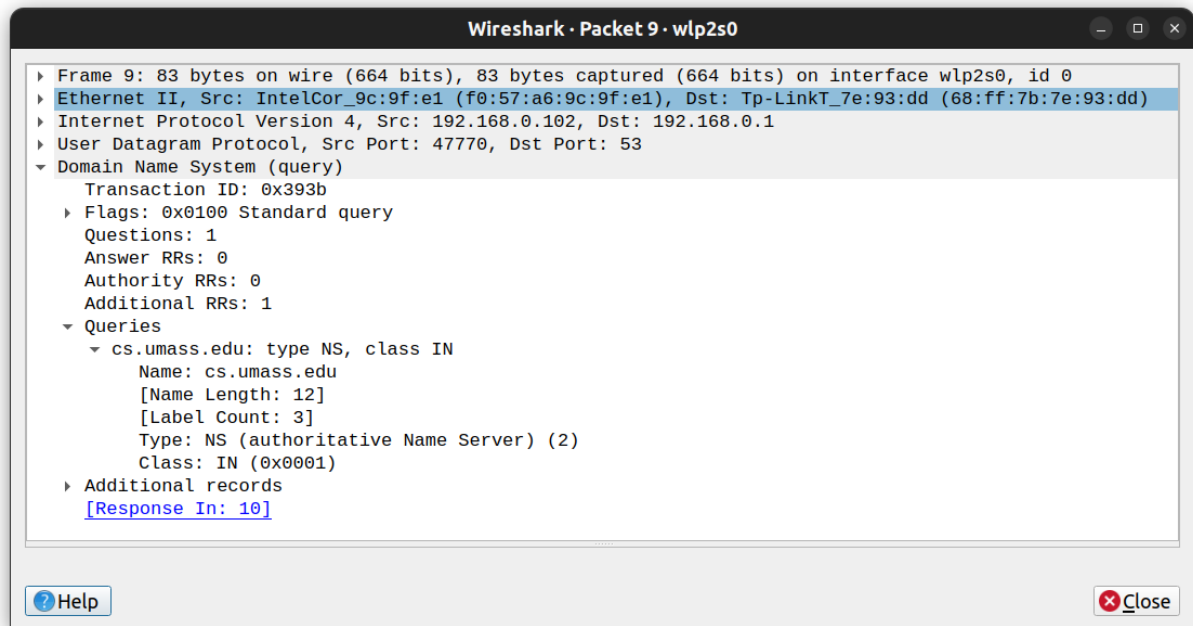 Wireshark · Packet 9 · wlp2s0
Frame 9: 83 bytes on wire (664 bits), 83 bytes captured (664 bits) on interface wlp2s0, id 0
Ethernet II, Src: IntelCor_9c:9f:e1 (f0:57:a6:9c:9f:e1), Dst: Tp-LinkT_7e:93:dd (68:ff:7b:7e:93:dd)
Internet Protocol Version 4, Src: 192.168.0.102, Dst: 192.168.0.1
User Datagram Protocol, Src Port: 47770, Dst Port: 53
Domain Name System (query)
Transaction ID: 0x393b
Flags: 0x0100 Standard query
Questions: 1
Answer RRs: 0
Authority RRs: 0
Additional RRs: 1
Queries
cs.umass.edu: type NS, class IN
Name: cs.umass.edu
[Name Length: 12]
[Label Count: 3]
Type: NS (authoritative Name Server) (2)
Class: IN (0x0001)
Additional records
[Response In: 10]
Help
Close